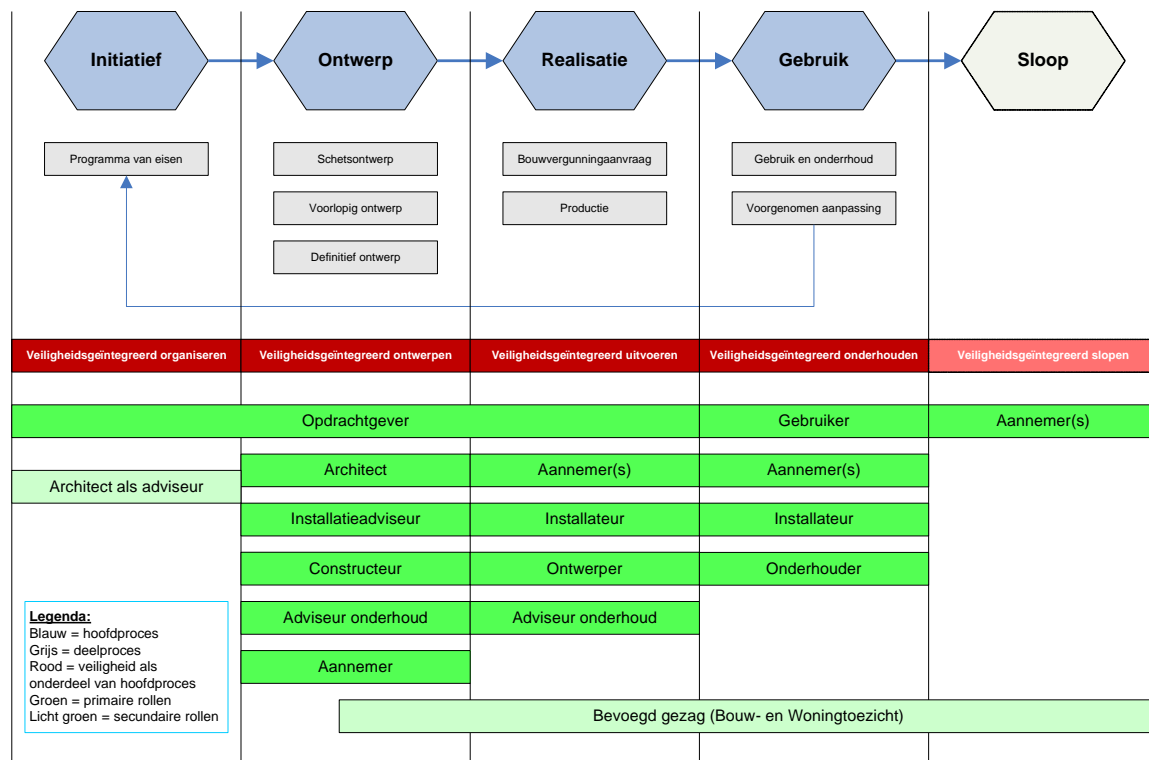 Initiatief
Ontwerp
Realisatie
Gebruik
Sloop
Programma van eisen
Schetsontwerp
Bouwvergunningaanvraag
Gebruik en onderhoud
Voorlopig ontwerp
Productie
Voorgenomen aanpassing
Definitief ontwerp
Veiligheidsgeïntegreerd organiseren
Veiligheidsgeïntegreerd ontwerpen
Veiligheidsgeïntegreerd uitvoeren
Veiligheidsgeïntegreerd onderhouden
Veiligheidsgeïntegreerd slopen
Opdrachtgever
Gebruiker
Aannemer(s)
Architect
Aannemer(s)
Aannemer(s)
Architect als adviseur
Installatieadviseur
Installateur
Installateur
Constructeur
Ontwerper
Onderhouder
Adviseur onderhoud
Adviseur onderhoud
Aannemer
Legenda:
Blauw = hoofdproces
Grijs = deelproces
Rood = veiligheid als
onderdeel van hoofdproces
Groen = primaire rollen
Licht groen = secundaire rollen
Bevoegd gezag (Bouw- en Woningtoezicht)